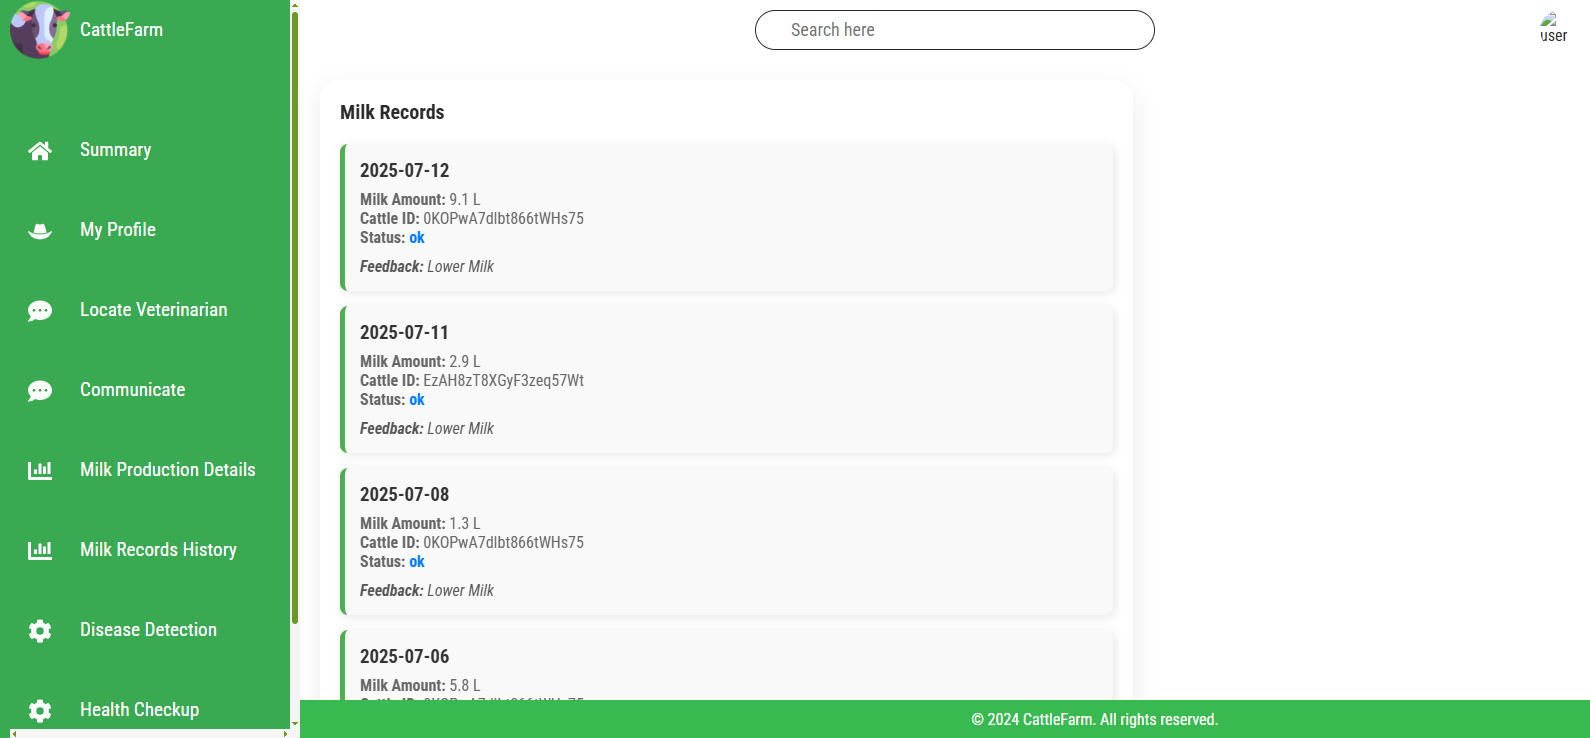 CattleFarm
Search here
user
Summary
My Profile
Locate Veterinarian
Communicate
Milk Production Details
Milk Records History
Disease Detection
Health Checkup
Milk Records
2025-07-12
Milk Amount: 9.1 L
Cattle ID: 0KOPwA7dlbt866tWHs75
Status: ok
Feedback: Lower Milk
2025-07-11
Milk Amount: 2.9 L
Cattle ID: EzAH8zT8XGyF3zeq57Wt
Status: ok
Feedback: Lower Milk
2025-07-08
Milk Amount: 1.3 L
Cattle ID: 0KOPwA7dlbt866tWHs75
Status: ok
Feedback: Lower Milk
2025-07-06
Milk Amount: 5.8 L
© 2024 CattleFarm. All rights reserved.